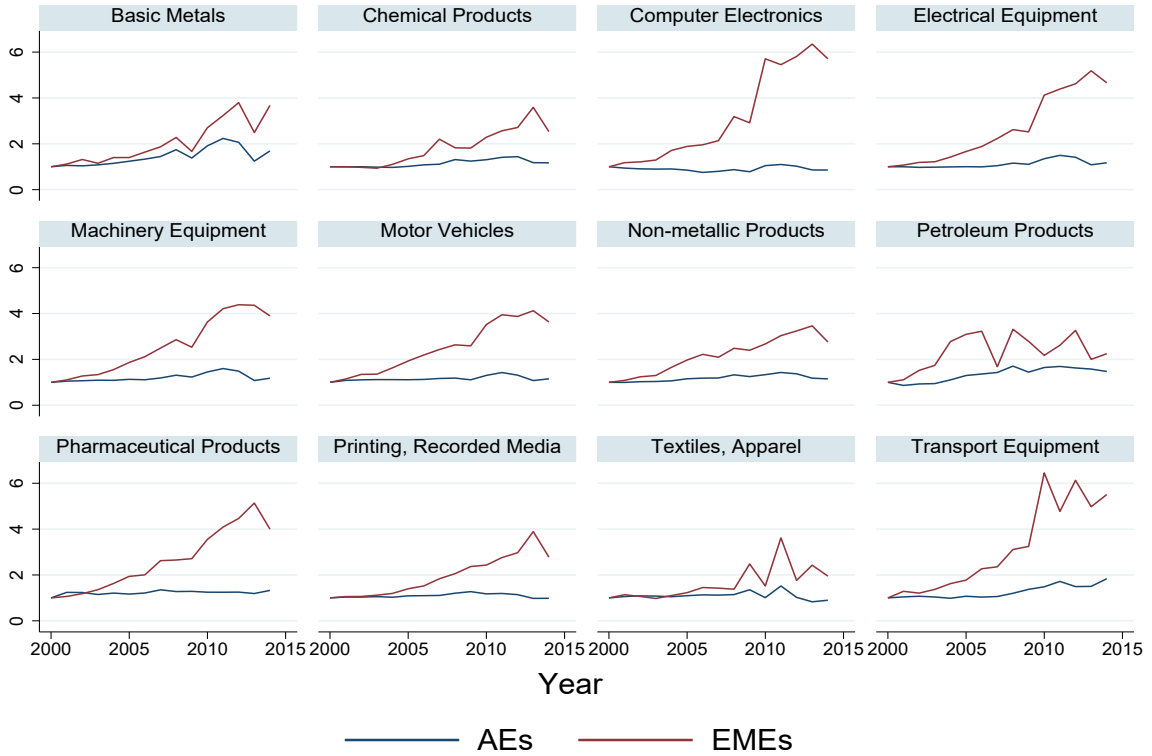 Basic Metals Chemical Products Computer Electronics Electrical Equipment
6
4
2
0
Machinery Equipment Motor Vehicles Non-metallic Products Petroleum Products
6
4
2
0
Pharmaceutical Products Printing, Recorded Media Textiles, Apparel Transport Equipment
6
4
2
0
2000 2005 2010 2015 2000 2005 2010 2015 2000 2005 2010 2015 2000 2005 2010 2015
Year
AEs EMEs